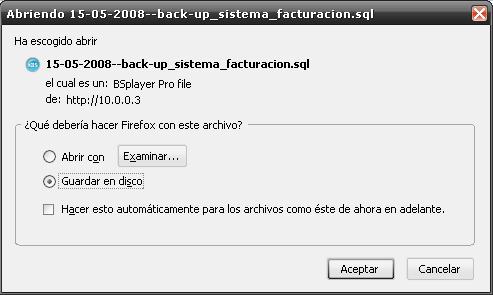 Abriendo 15-05-2008--back-up_sistema_facturacion.sql
Ha escogido abrir
15-05-2008--back-up_sistema_facturacion.sql
el cual es un: BSplayer Pro file
de: http://10.0.0.3
¿Qué debería hacer Firefox con este archivo?
Abrir con Examinar...
Guardar en disco
Hacer esto automáticamente para los archivos como éste de ahora en adelante.
Aceptar Cancelar